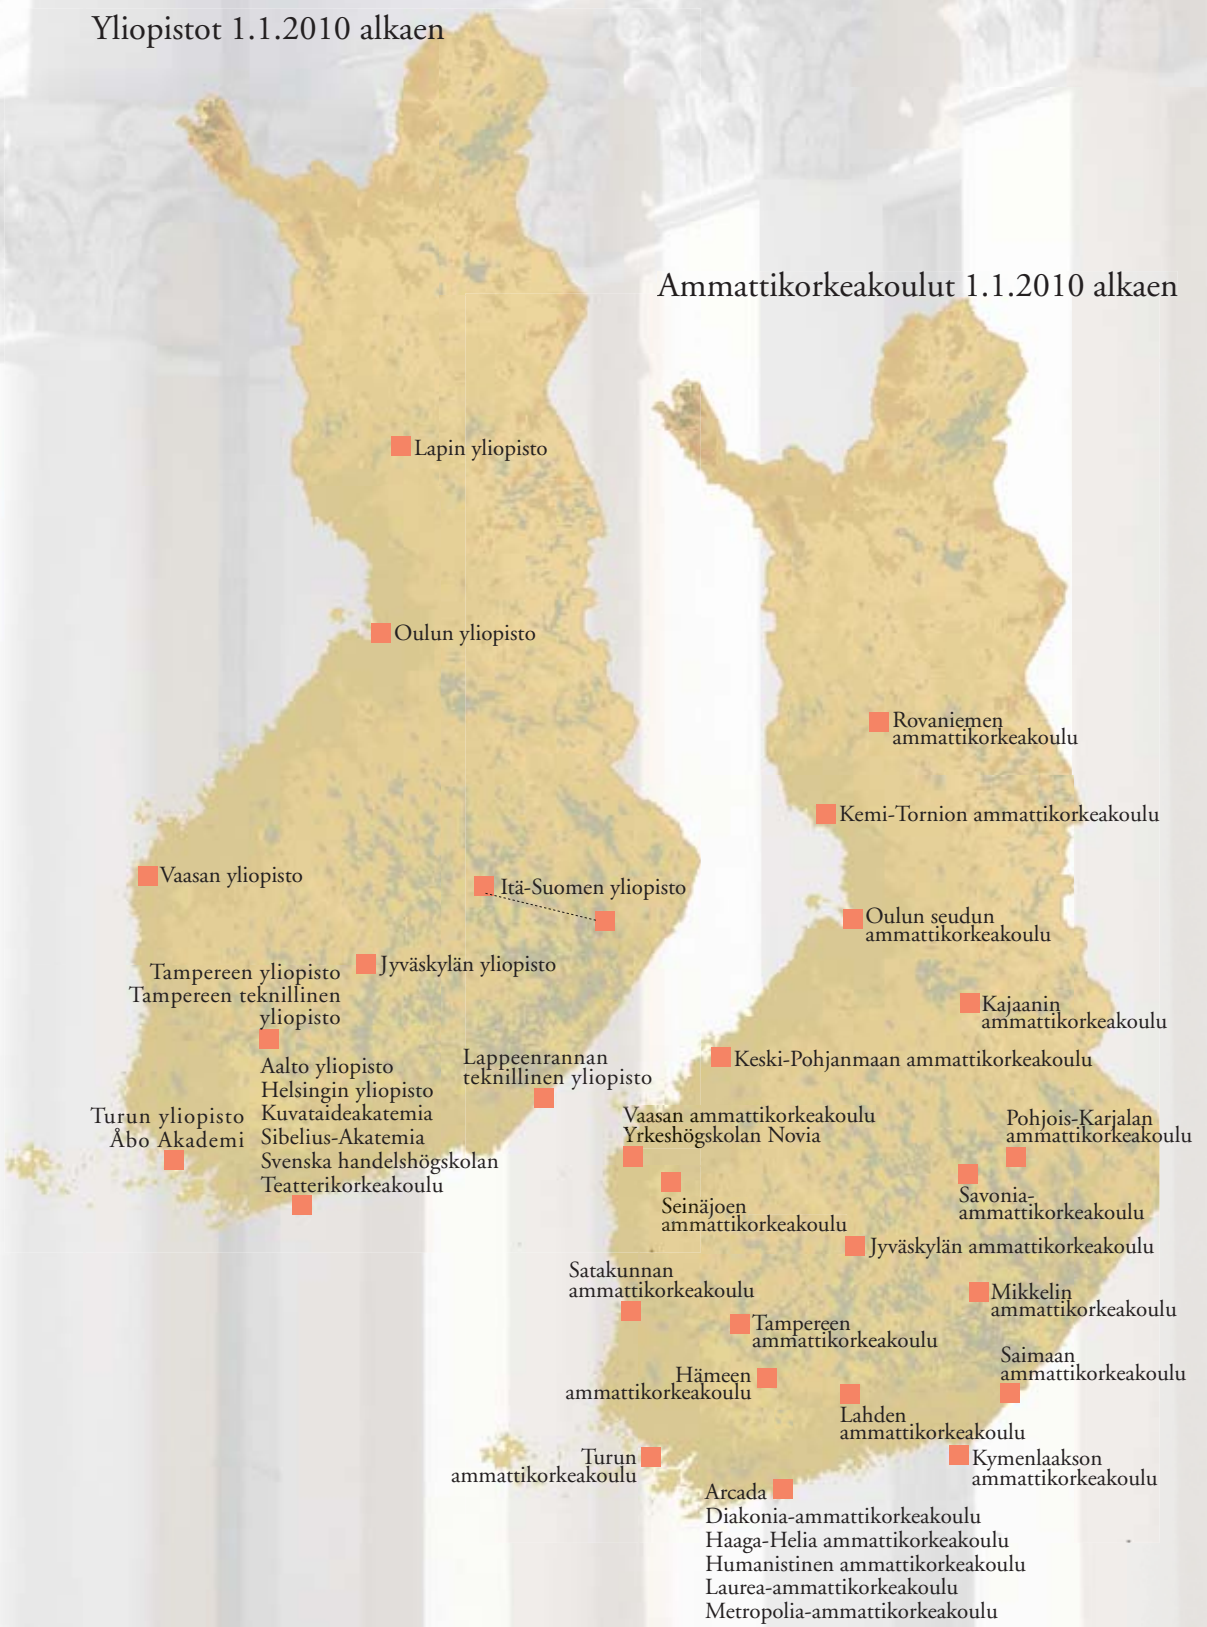 Yliopistot 1.1.2010 alkaen
Lapin yliopisto
Oulun yliopisto
Vaasan yliopisto
Itä-Suomen yliopisto
Jyväskylän yliopisto
Tampereen yliopisto
Tampereen teknillinen
yliopisto
Lappeenrannan
teknillinen yliopisto
Aalto yliopisto
Helsingin yliopisto
Kuvataideakatemia
Sibelius-Akatemia
Svenska handelshögskolan
Teatterikorkeakoulu
Turun yliopisto
Åbo Akademi
Ammattikorkeakoulut 1.1.2010 alkaen
Rovaniemen
ammattikorkeakoulu
Kemi-Tornion ammattikorkeakoulu
Oulun seudun
ammattikorkeakoulu
Kajaanin
ammattikorkeakoulu
Keski-Pohjanmaan ammattikorkeakoulu
Vaasan ammattikorkeakoulu
Yrkeshögskolan Novia
Pohjois-Karjalan
ammattikorkeakoulu
Seinäjoen
ammattikorkeakoulu
Savonia-
ammattikorkeakoulu
Jyväskylän ammattikorkeakoulu
Satakunnan
ammattikorkeakoulu
Mikkelin
ammattikorkeakoulu
Tampereen
ammattikorkeakoulu
Saimaan
ammattikorkeakoulu
Hämeen
ammattikorkeakoulu
Lahden
ammattikorkeakoulu
Turun
ammattikorkeakoulu
Kymenlaakson
ammattikorkeakoulu
Arcada
Diakonia-ammattikorkeakoulu
Haaga-Helia ammattikorkeakoulu
Humanistinen ammattikorkeakoulu
Laurea-ammattikorkeakoulu
Metropolia-ammattikorkeakoulu